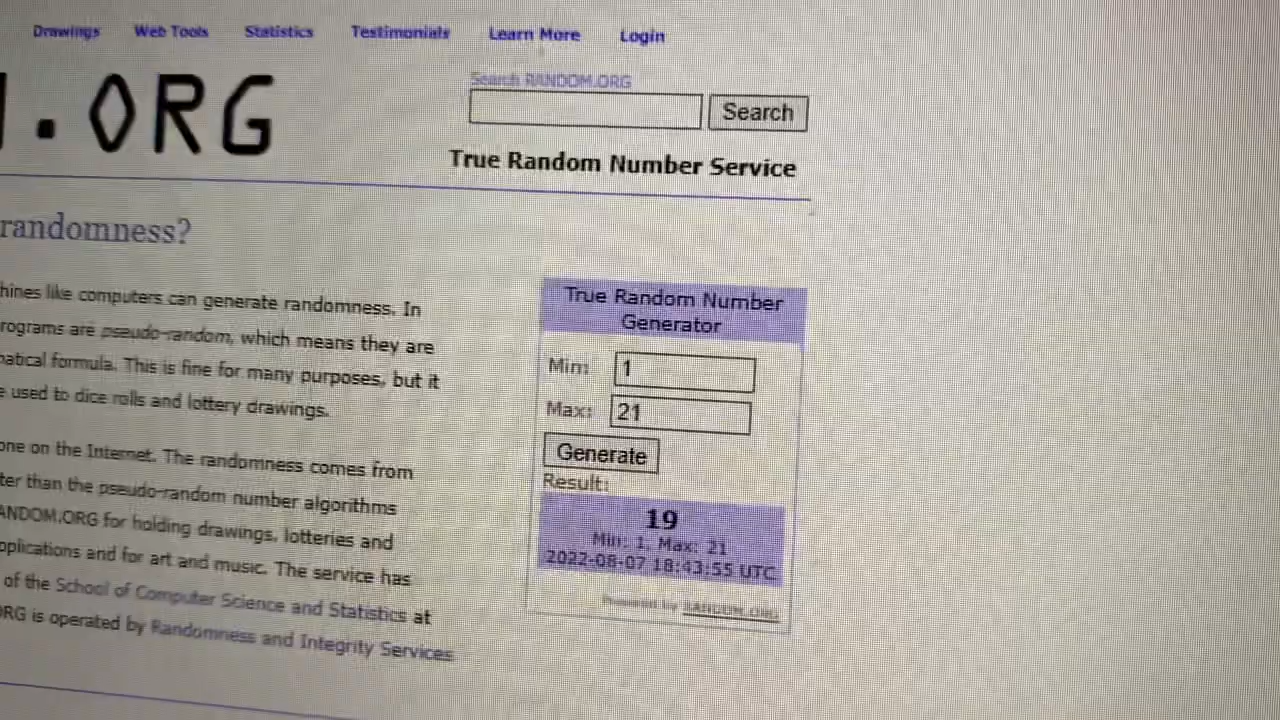 Drawings Web Tools Statistics Testimonials Learn More Login
Search RANDOM.ORG
.ORG
Search
True Random Number Service
randomness?
hines like computers can generate randomness. In
rograms are pseudo-random, which means they are
matical formula. This is fine for many purposes, but it
e used to dice rolls and lottery drawings.
one on the Internet. The randomness comes from
ter than the pseudo-random number algorithms
ANDOM.ORG for holding drawings, lotteries and
pplications and for art and music. The service has
of the School of Computer Science and Statistics at
ORG is operated by Randomness and Integrity Services
True Random Number
Generator
Min: 1
Max: 21
Generate
Result:
19
Min: 1, Max: 21
2022-08-07 18:43:55 UTC
Powered by RANDOM.ORG